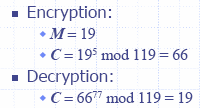 Encryption:
M = 19
C = 19⁵ mod 119 = 66
Decryption:
C = 66⁷⁷ mod 119 = 19